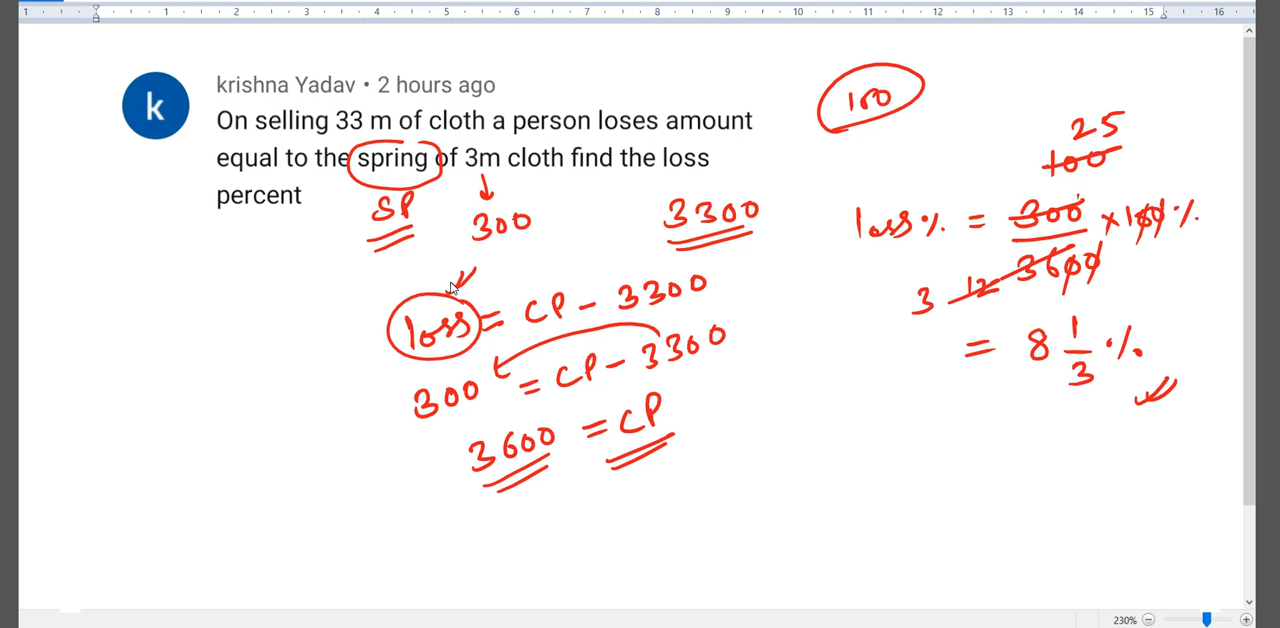 1 1 2 3 4 5 6 7 8 9 10 11 12 13 14 15 16
k
krishna Yadav • 2 hours ago
On selling 33 m of cloth a person loses amount
equal to the spring of 3m cloth find the loss
percent
SP
300
3300
loss = CP - 3300
300 = CP - 3300
3600 = CP
100
25
100
loss % = 300 × 100 %
3 12 3600
= 8 1/3 %
230%